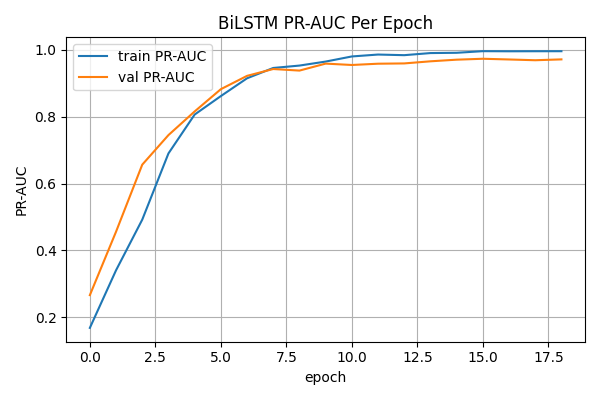 BiLSTM PR-AUC Per Epoch
train PR-AUC
val PR-AUC
PR-AUC
1.0
0.8
0.6
0.4
0.2
0.0 2.5 5.0 7.5 10.0 12.5 15.0 17.5
epoch